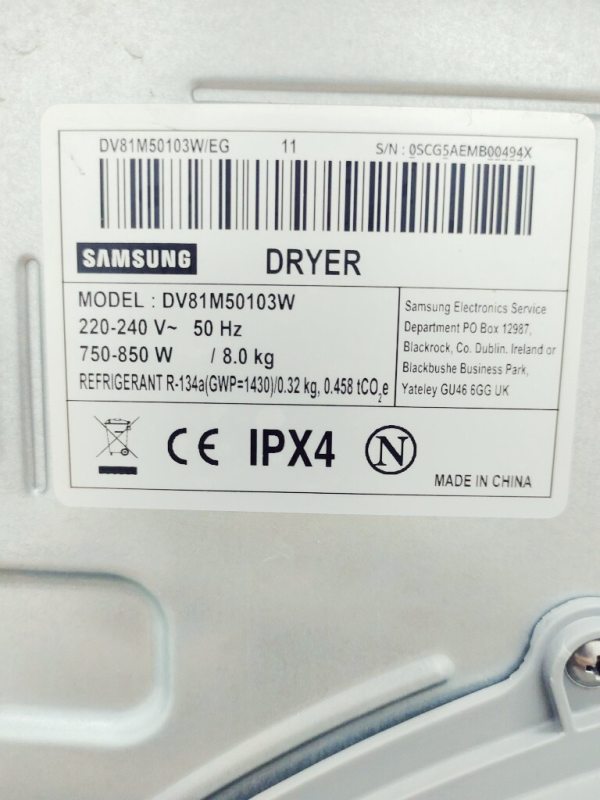 DV81M50103W/EG 11 S/N : 0SCG5AEMB00494X
SAMSUNG DRYER
MODEL : DV81M50103W
220-240 V~ 50 Hz
750-850 W / 8.0 kg
REFRIGERANT R-134a(GWP=1430)/0.32 kg, 0.458 tCO₂e
Samsung Electronics Service
Department PO Box 12987,
Blackrock, Co. Dublin. Ireland or
Blackbushe Business Park,
Yateley GU46 6GG UK
CE IPX4 N
MADE IN CHINA